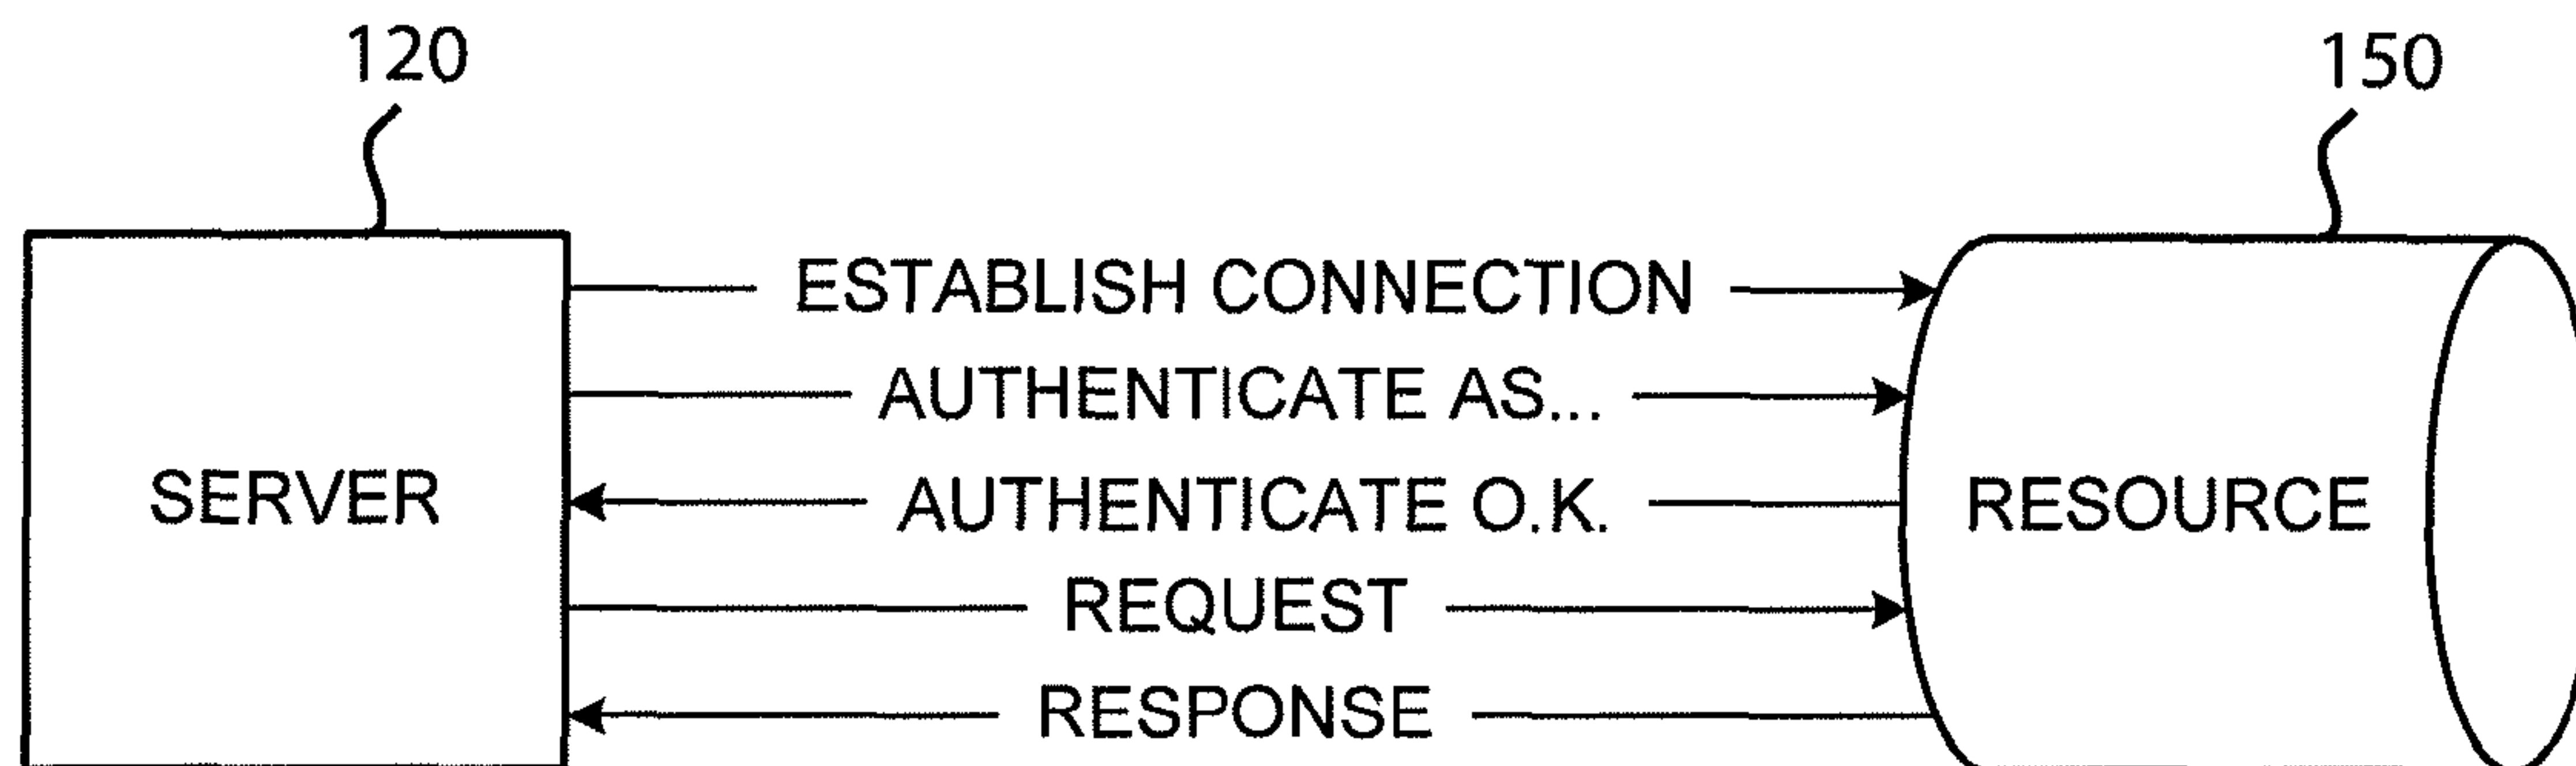 120
150
ESTABLISH CONNECTION
AUTHENTICATE AS...
SERVER
AUTHENTICATE O.K.
RESOURCE
REQUEST
RESPONSE